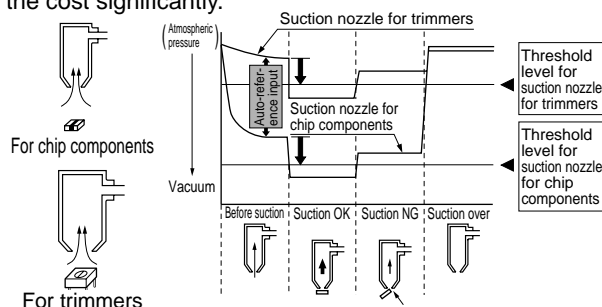 the cost significantly.
Suction nozzle for trimmers
(Atmospheric
pressure)
Auto-refer-
ence input
Suction nozzle for
chip components
Threshold
level for
suction nozzle
for trimmers
For chip components
Threshold
level for
suction nozzle
for chip
components
Vacuum
Before suction
Suction OK
Suction NG
Suction over
For trimmers